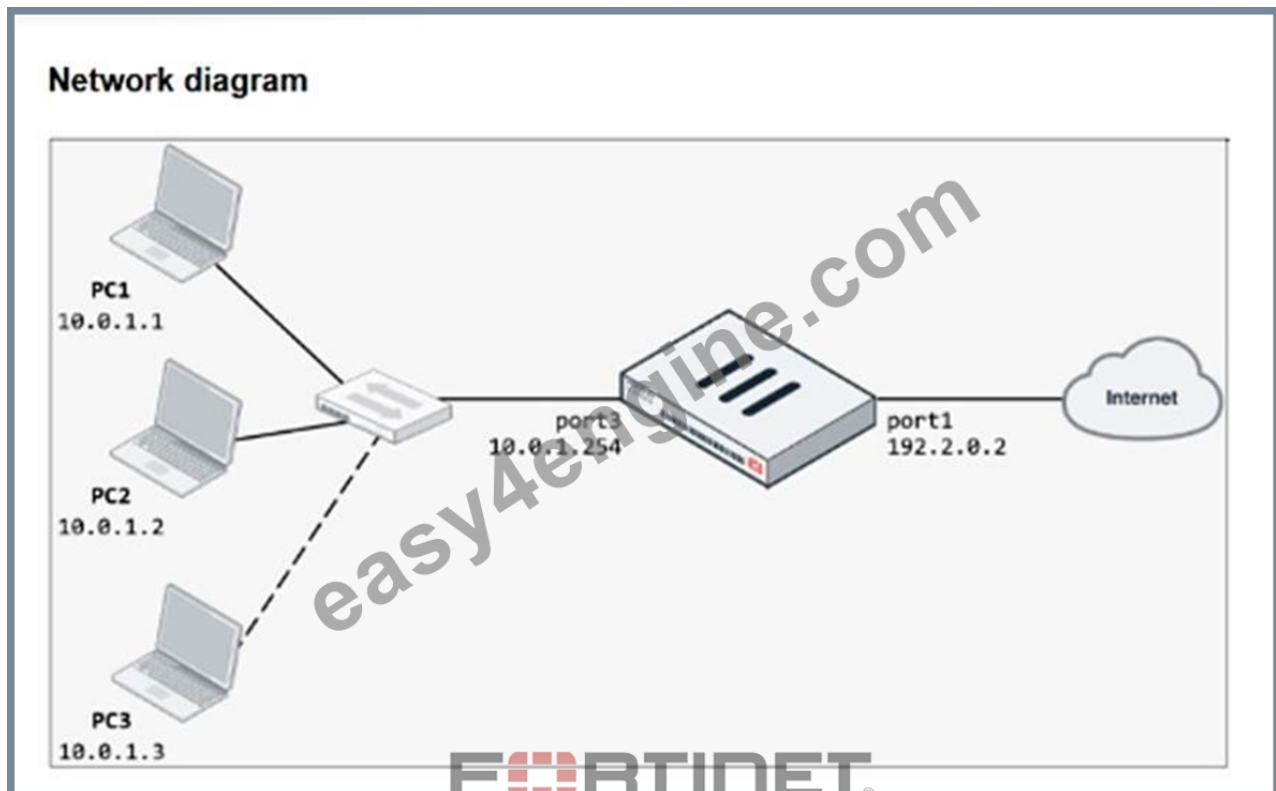 Network diagram
PC1
10.0.1.1
PC2
10.0.1.2
PC3
10.0.1.3
port3
10.0.1.254
port1
192.2.0.2
Internet
easy4engine.com
FORTINET